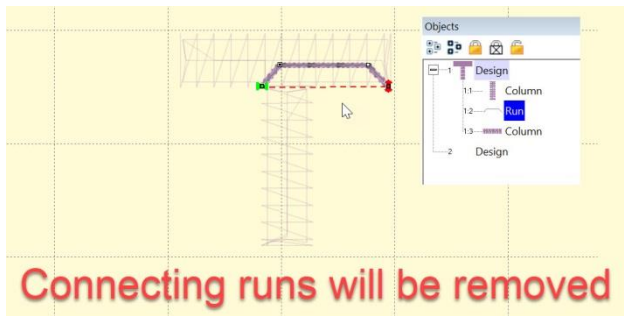 Objects
1 Design
1:1 Column
1:2 Run
1:3 Column
2 Design
Connecting runs will be removed